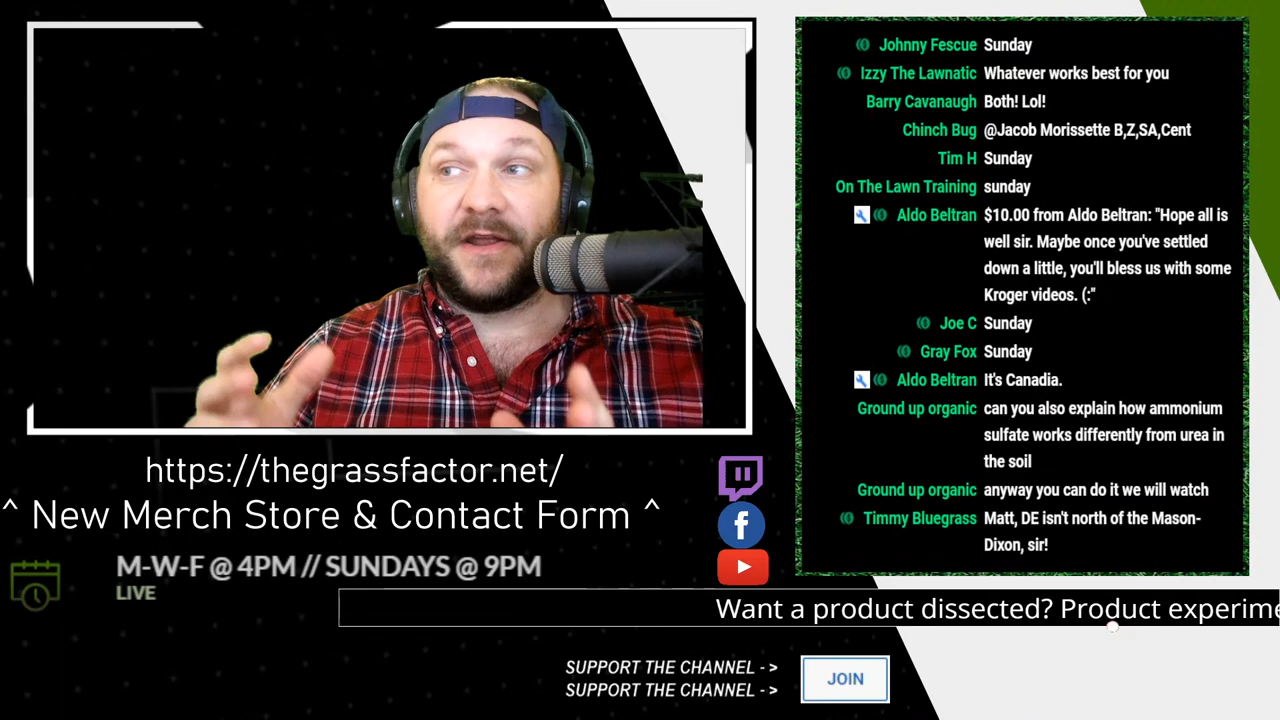 Johnny Fescue Sunday
Izzy The Lawnatic Whatever works best for you
Barry Cavanaugh Both! Lol!
Chinch Bug @Jacob Morissette B,Z,SA,Cent
Tim H Sunday
On The Lawn Training sunday
Aldo Beltran $10.00 from Aldo Beltran: "Hope all is
well sir. Maybe once you've settled
down a little, you'll bless us with some
Kroger videos. (:"
Joe C Sunday
Gray Fox Sunday
Aldo Beltran It's Canadia.
Ground up organic can you also explain how ammonium
sulfate works differently from urea in
the soil
Ground up organic anyway you can do it we will watch
Timmy Bluegrass Matt, DE isn't north of the Mason-
Dixon, sir!
https://thegrassfactor.net/
^ New Merch Store & Contact Form ^
M-W-F @ 4PM // SUNDAYS @ 9PM
LIVE
Want a product dissected? Product experime
SUPPORT THE CHANNEL - >
SUPPORT THE CHANNEL - >
JOIN